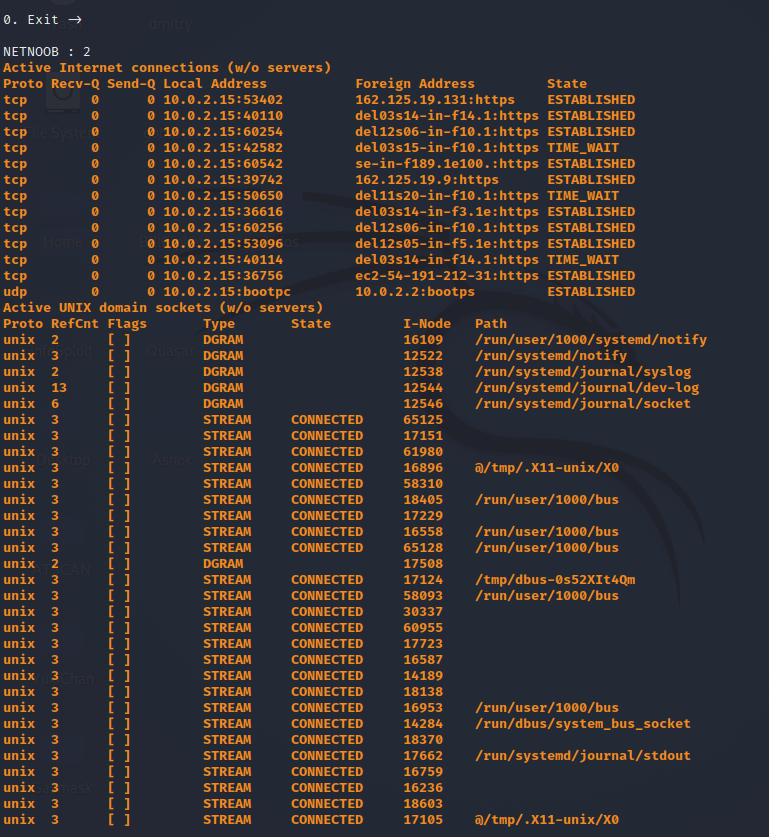 0. Exit →
NETNOOB : 2
Active Internet connections (w/o servers)
Proto Recv-Q Send-Q Local Address           Foreign Address         State
tcp        0      0 10.0.2.15:53402         162.125.19.131:https    ESTABLISHED
tcp        0      0 10.0.2.15:40110         del03s14-in-f14.1:https ESTABLISHED
tcp        0      0 10.0.2.15:60254         del12s06-in-f10.1:https ESTABLISHED
tcp        0      0 10.0.2.15:42582         del03s15-in-f10.1:https TIME_WAIT
tcp        0      0 10.0.2.15:60542         se-in-f189.1e100.:https ESTABLISHED
tcp        0      0 10.0.2.15:39742         162.125.19.9:https      ESTABLISHED
tcp        0      0 10.0.2.15:50650         del11s20-in-f10.1:https TIME_WAIT
tcp        0      0 10.0.2.15:36616         del03s14-in-f3.1e:https ESTABLISHED
tcp        0      0 10.0.2.15:60256         del12s06-in-f10.1:https ESTABLISHED
tcp        0      0 10.0.2.15:53096         del12s05-in-f5.1e:https ESTABLISHED
tcp        0      0 10.0.2.15:40114         del03s14-in-f14.1:https TIME_WAIT
tcp        0      0 10.0.2.15:36756         ec2-54-191-212-31:https ESTABLISHED
udp        0      0 10.0.2.15:bootpc        10.0.2.2:bootps         ESTABLISHED
Active UNIX domain sockets (w/o servers)
Proto RefCnt Flags       Type       State         I-Node   Path
unix  2      [ ]         DGRAM                    16109    /run/user/1000/systemd/notify
unix  3      [ ]         DGRAM                    12522    /run/systemd/notify
unix  2      [ ]         DGRAM                    12538    /run/systemd/journal/syslog
unix  13     [ ]         DGRAM                    12544    /run/systemd/journal/dev-log
unix  6      [ ]         DGRAM                    12546    /run/systemd/journal/socket
unix  3      [ ]         STREAM     CONNECTED     65125
unix  3      [ ]         STREAM     CONNECTED     17151
unix  3      [ ]         STREAM     CONNECTED     61980
unix  3      [ ]         STREAM     CONNECTED     16896    @/tmp/.X11-unix/X0
unix  3      [ ]         STREAM     CONNECTED     58310
unix  3      [ ]         STREAM     CONNECTED     18405    /run/user/1000/bus
unix  3      [ ]         STREAM     CONNECTED     17229
unix  3      [ ]         STREAM     CONNECTED     16558    /run/user/1000/bus
unix  3      [ ]         STREAM     CONNECTED     65128    /run/user/1000/bus
unix  2      [ ]         DGRAM                    17508
unix  3      [ ]         STREAM     CONNECTED     17124    /tmp/dbus-0s52XIt4Qm
unix  3      [ ]         STREAM     CONNECTED     58093    /run/user/1000/bus
unix  3      [ ]         STREAM     CONNECTED     30337
unix  3      [ ]         STREAM     CONNECTED     60955
unix  3      [ ]         STREAM     CONNECTED     17723
unix  3      [ ]         STREAM     CONNECTED     16587
unix  3      [ ]         STREAM     CONNECTED     14189
unix  3      [ ]         STREAM     CONNECTED     18138
unix  3      [ ]         STREAM     CONNECTED     16953    /run/user/1000/bus
unix  3      [ ]         STREAM     CONNECTED     14284    /run/dbus/system_bus_socket
unix  3      [ ]         STREAM     CONNECTED     18370
unix  3      [ ]         STREAM     CONNECTED     17662    /run/systemd/journal/stdout
unix  3      [ ]         STREAM     CONNECTED     16759
unix  3      [ ]         STREAM     CONNECTED     16236
unix  3      [ ]         STREAM     CONNECTED     18603
unix  3      [ ]         STREAM     CONNECTED     17105    @/tmp/.X11-unix/X0